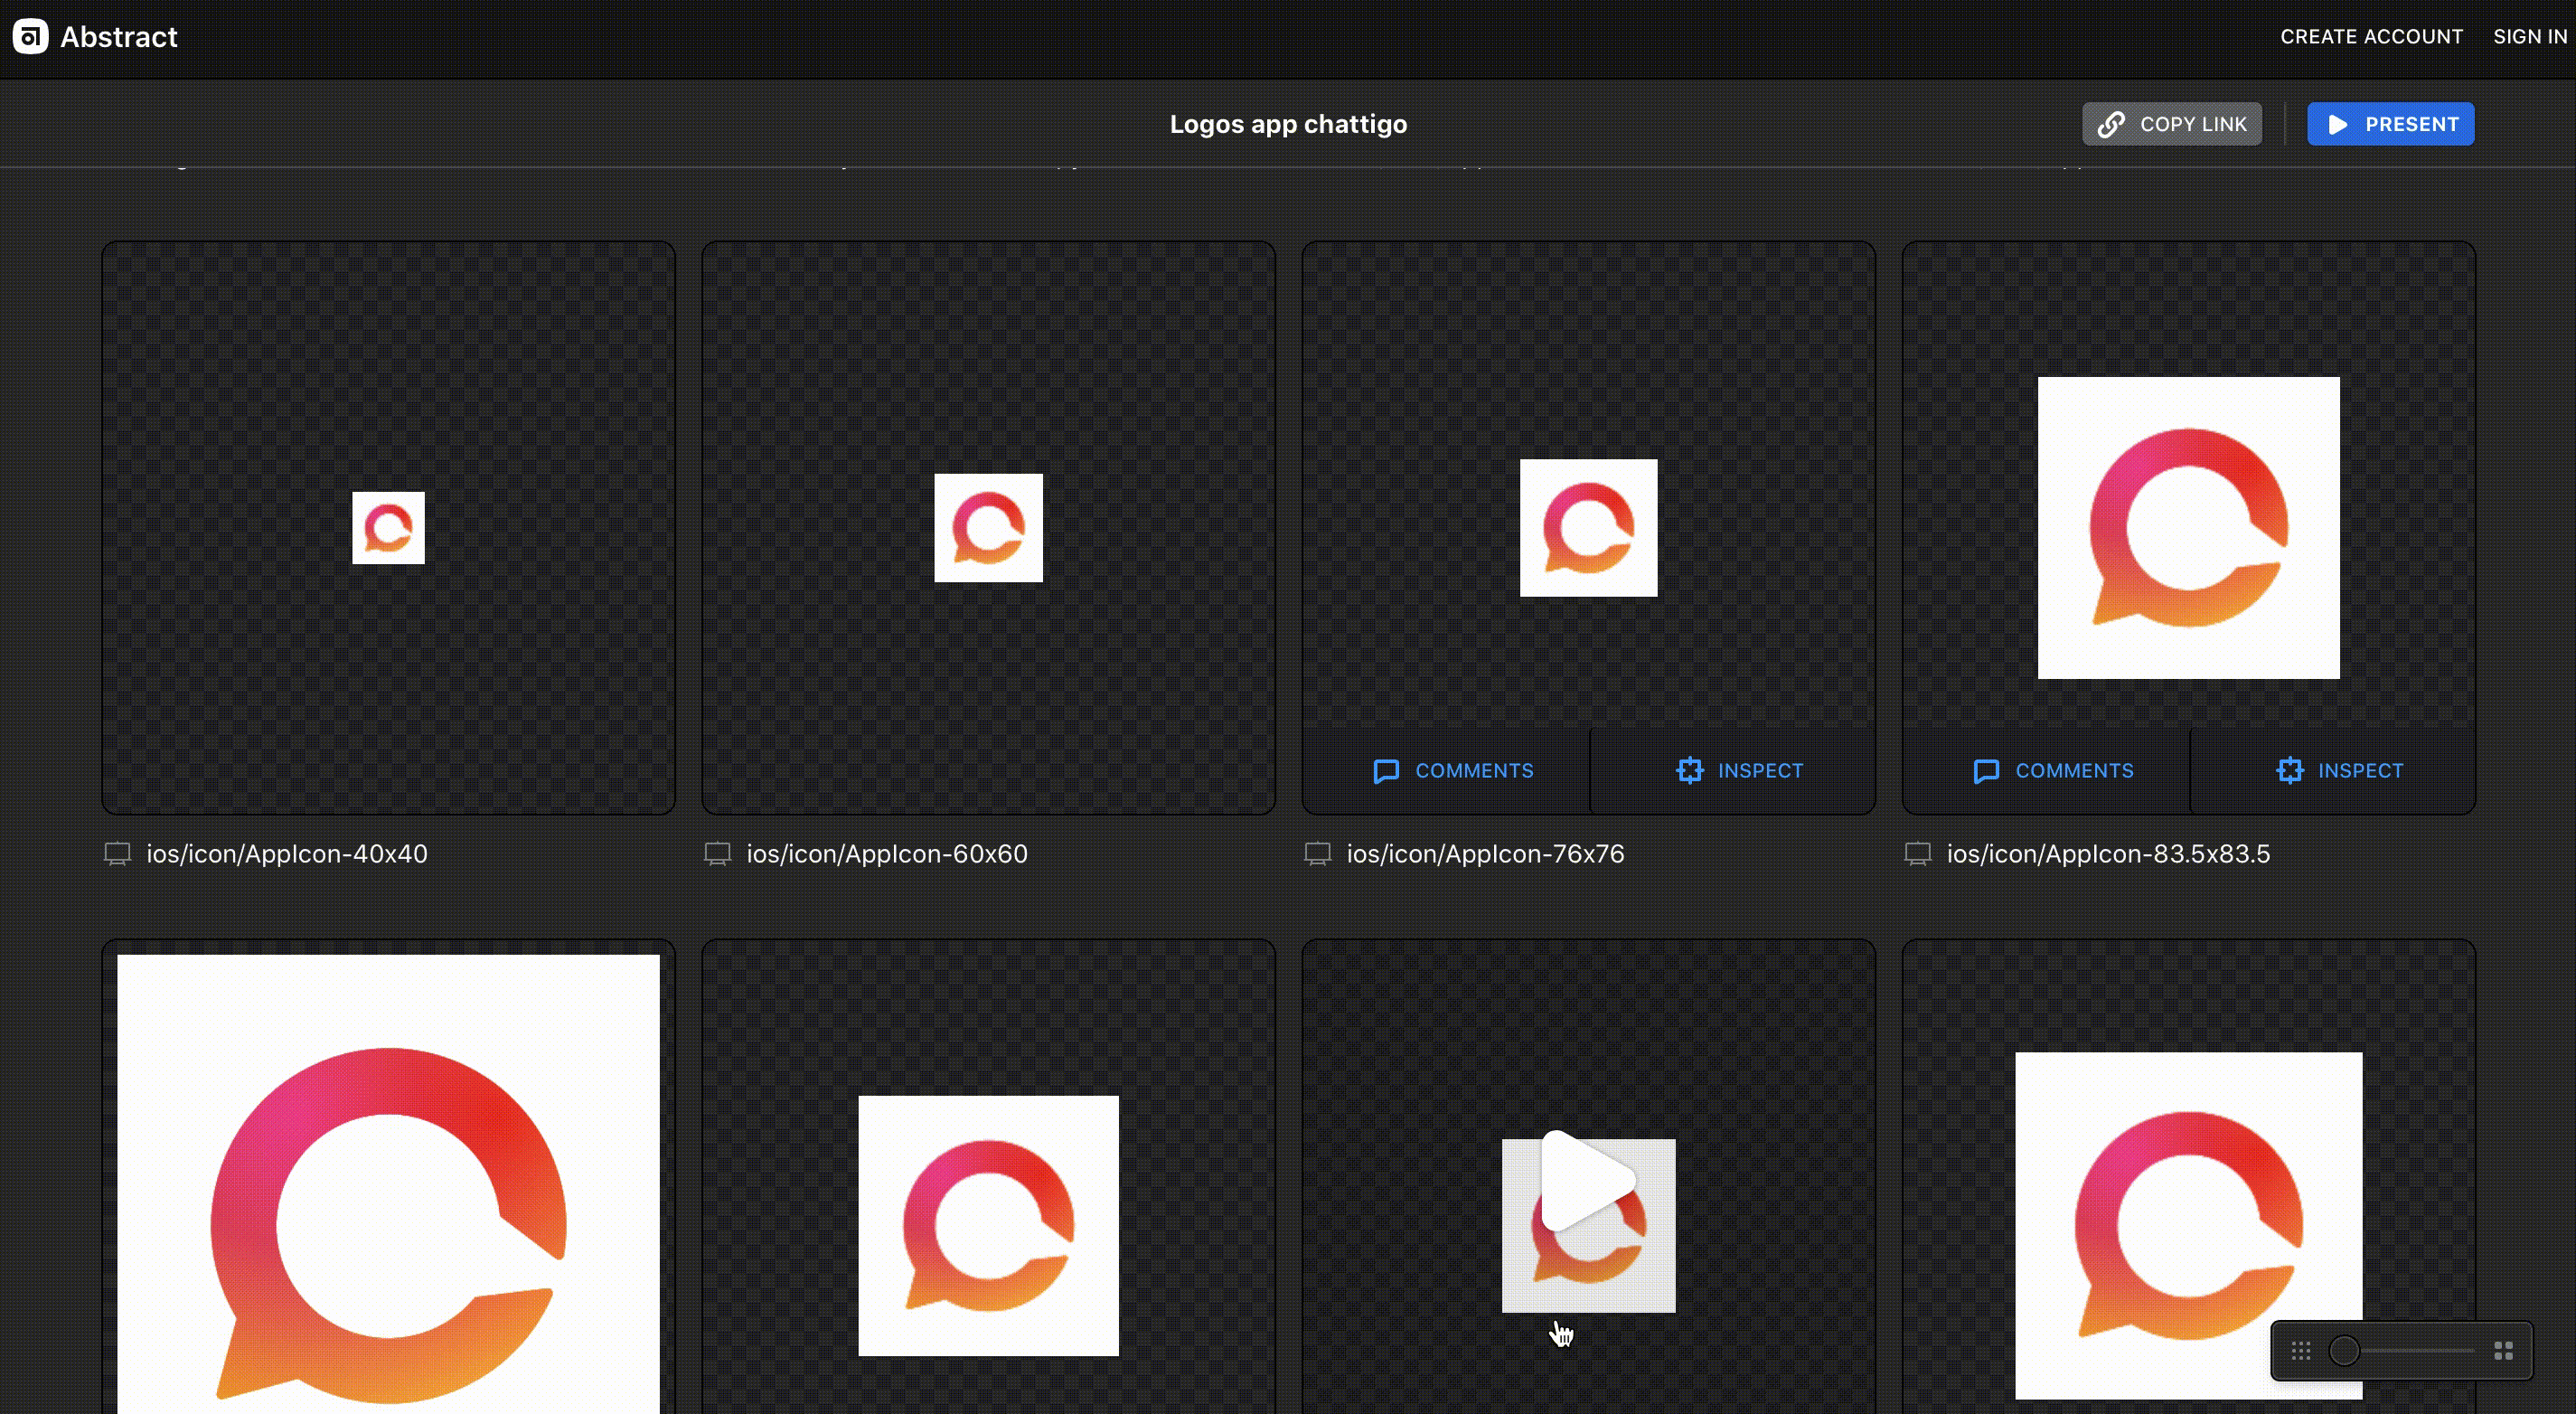 Abstract
CREATE ACCOUNT
SIGN IN
Logos app chattigo
COPY LINK
PRESENT
COMMENTS
INSPECT
COMMENTS
INSPECT
ios/icon/AppIcon-40x40
ios/icon/AppIcon-60x60
ios/icon/AppIcon-76x76
ios/icon/AppIcon-83.5x83.5